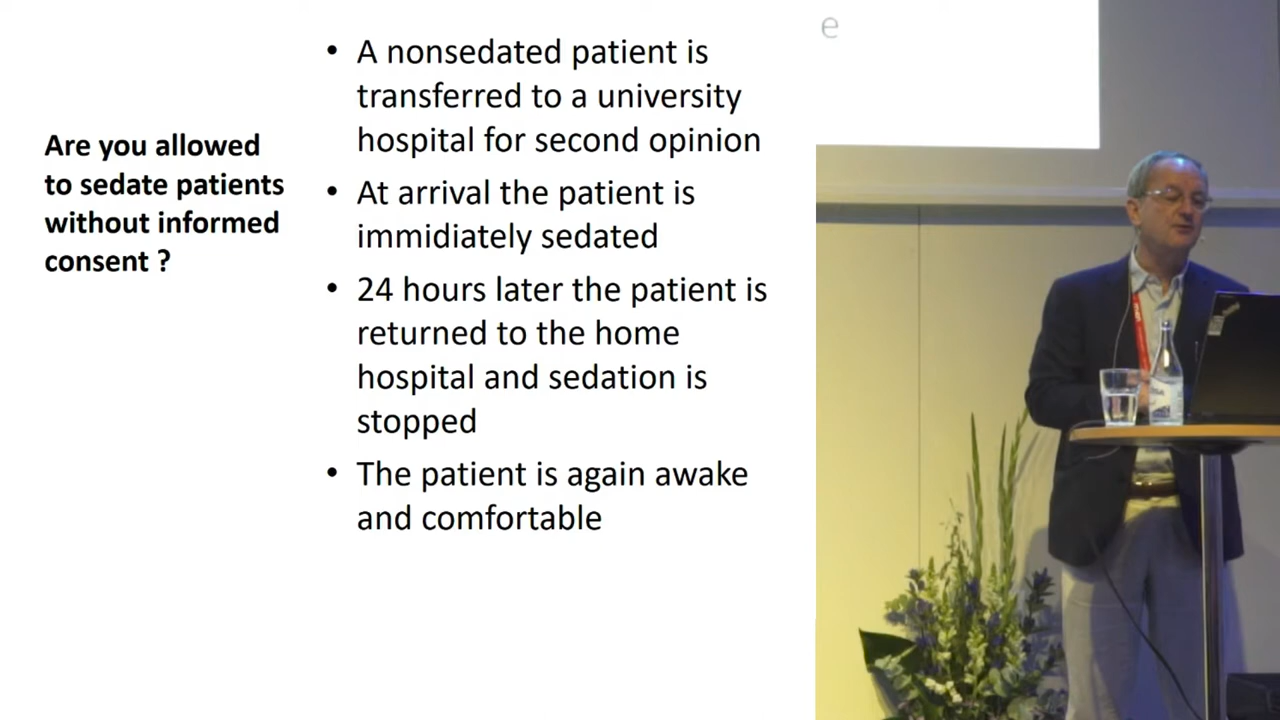 Are you allowed
to sedate patients
without informed
consent ?
• A nonsedated patient is
transferred to a university
hospital for second opinion
• At arrival the patient is
immidiately sedated
• 24 hours later the patient is
returned to the home
hospital and sedation is
stopped
• The patient is again awake
and comfortable
e